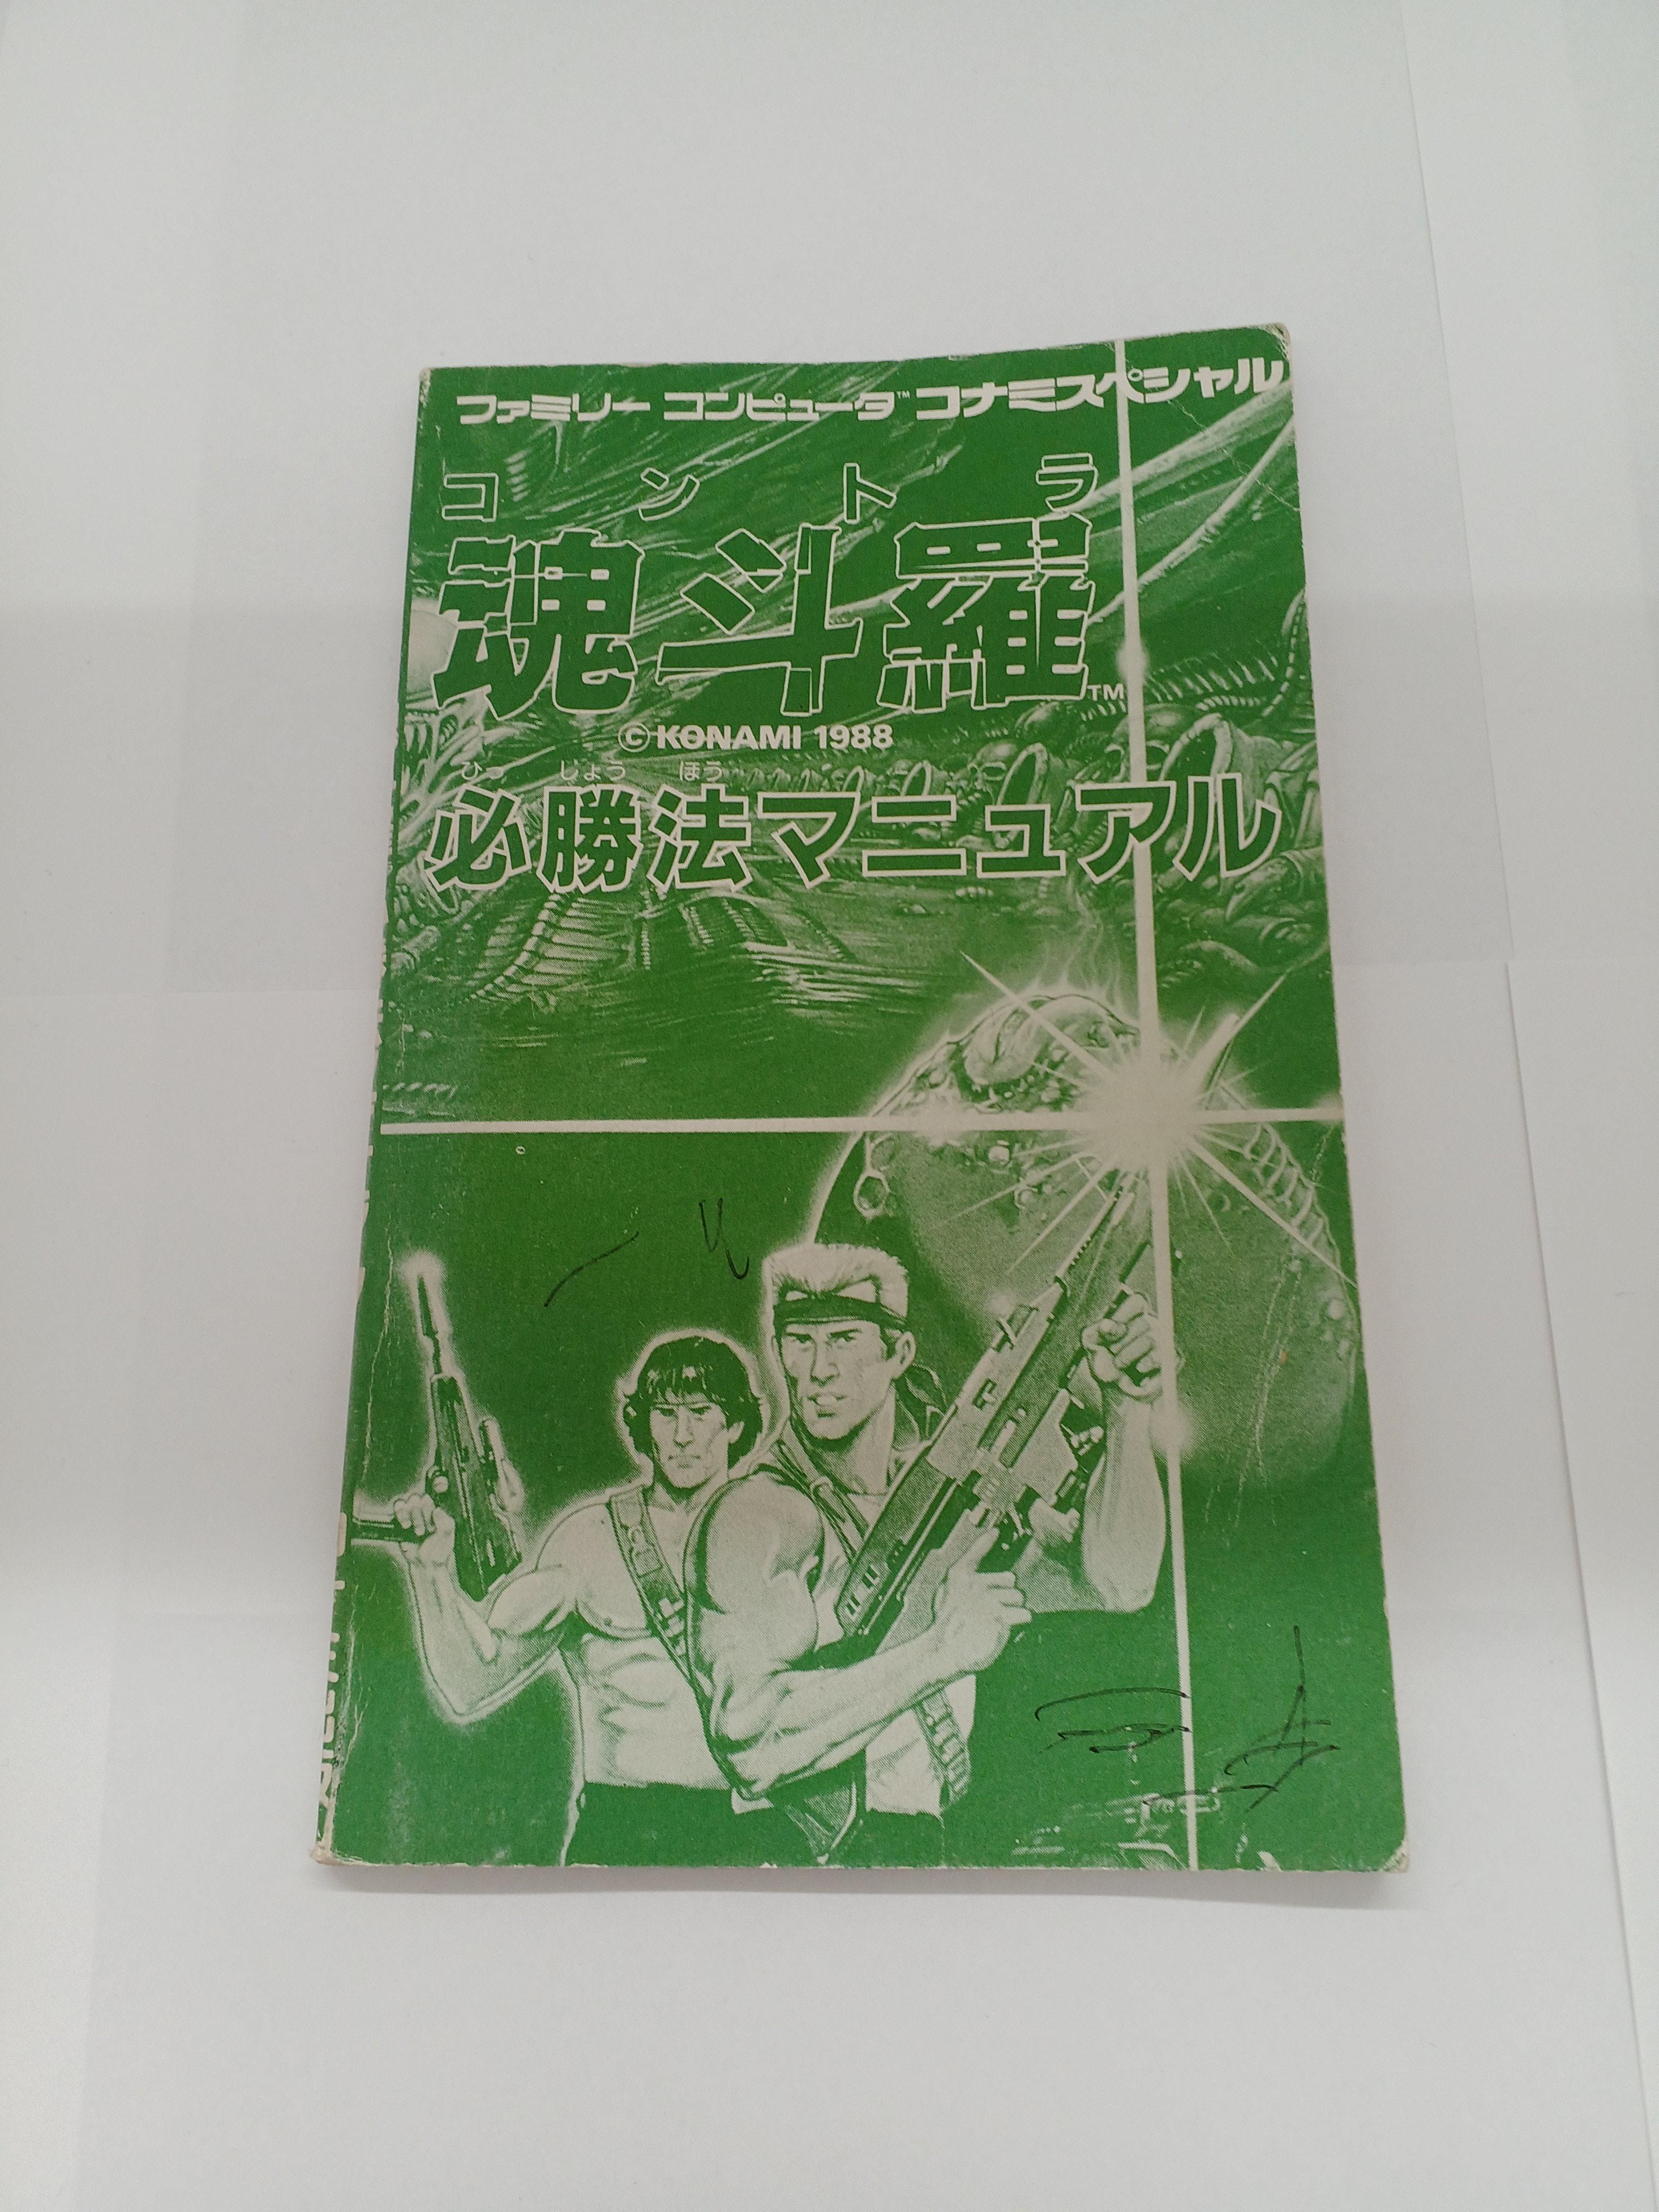 ファミリー コンピュータ™ コナミスペシャル
コントラ
魂斗羅™
©KONAMI 1988
ひっ しょう ほう
必勝法マニュアル